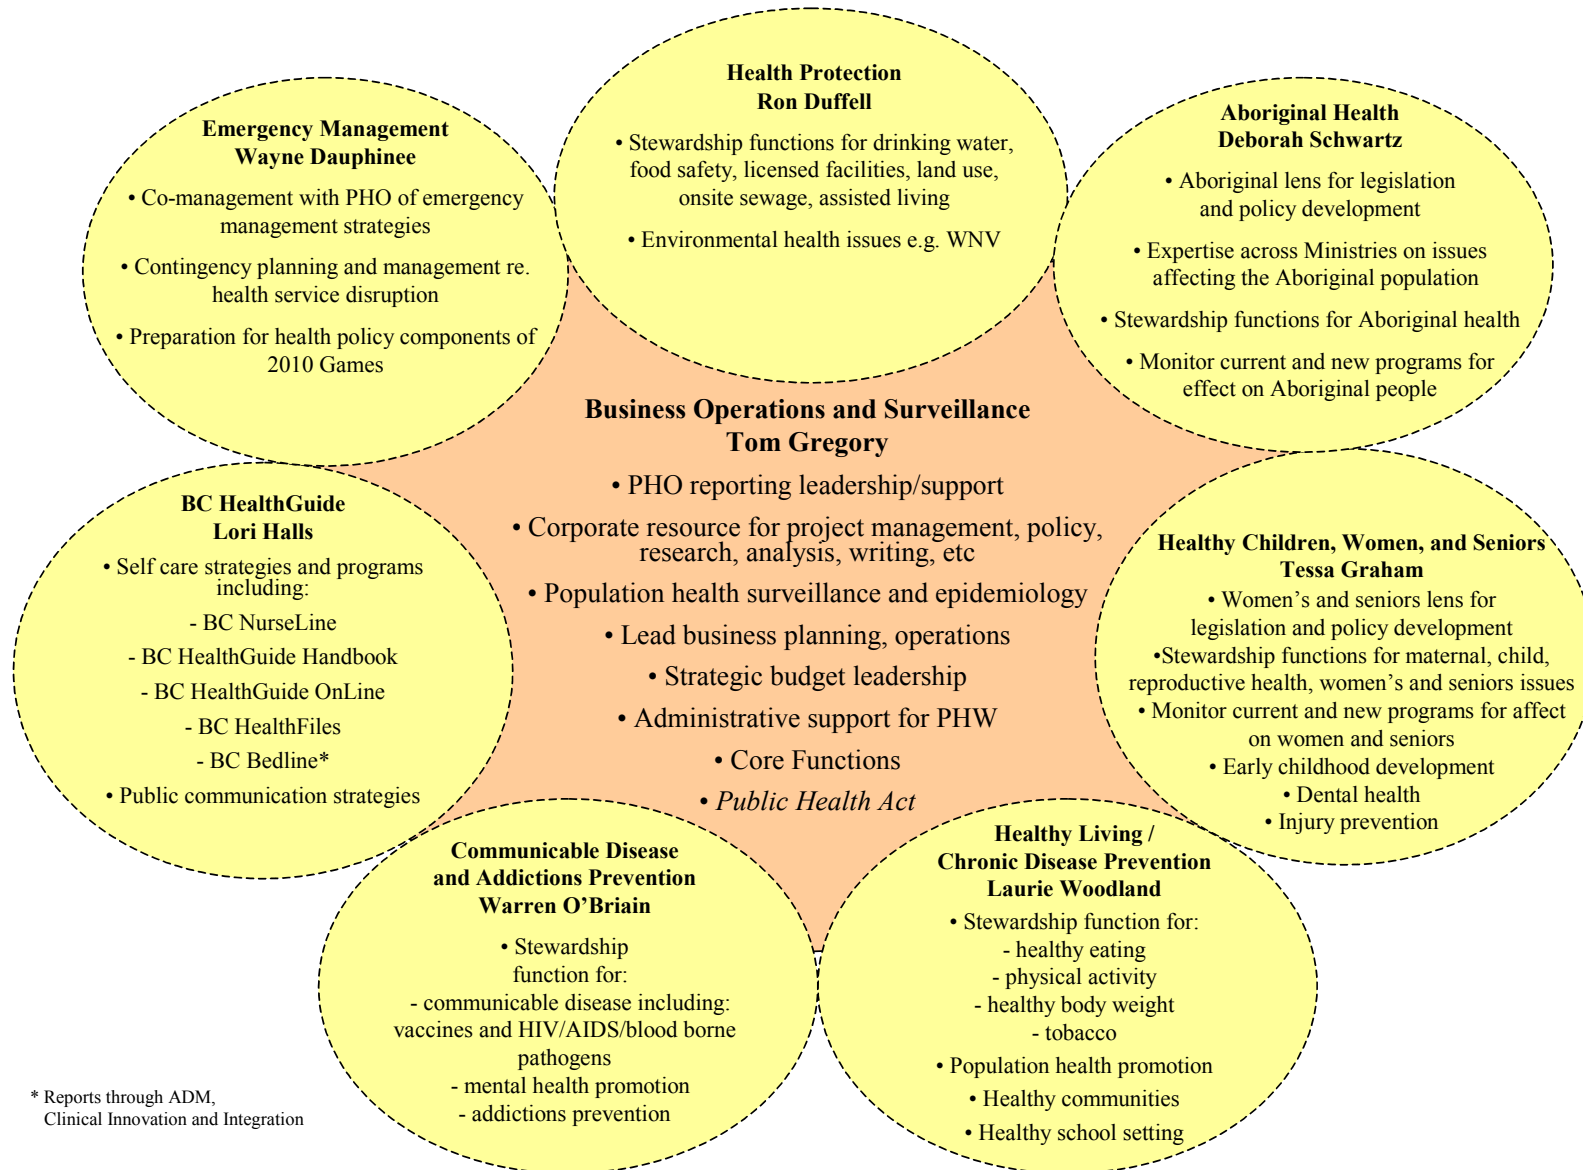 Health Protection
Ron Duffell
• Stewardship functions for drinking water,
food safety, licensed facilities, land use,
onsite sewage, assisted living
• Environmental health issues e.g. WNV
Emergency Management
Wayne Dauphinee
• Co-management with PHO of emergency
management strategies
• Contingency planning and management re.
health service disruption
• Preparation for health policy components of
2010 Games
Aboriginal Health
Deborah Schwartz
• Aboriginal lens for legislation
and policy development
• Expertise across Ministries on issues
affecting the Aboriginal population
• Stewardship functions for Aboriginal health
• Monitor current and new programs for
effect on Aboriginal people
Business Operations and Surveillance
Tom Gregory
• PHO reporting leadership/support
• Corporate resource for project management, policy,
research, analysis, writing, etc
• Population health surveillance and epidemiology
• Lead business planning, operations
• Strategic budget leadership
• Administrative support for PHW
• Core Functions
• Public Health Act
BC HealthGuide
Lori Halls
• Self care strategies and programs
including:
- BC NurseLine
- BC HealthGuide Handbook
- BC HealthGuide OnLine
- BC HealthFiles
- BC Bedline*
• Public communication strategies
Healthy Children, Women, and Seniors
Tessa Graham
• Women’s and seniors lens for
legislation and policy development
•Stewardship functions for maternal, child,
reproductive health, women’s and seniors issues
• Monitor current and new programs for affect
on women and seniors
• Early childhood development
• Dental health
• Injury prevention
Communicable Disease
and Addictions Prevention
Warren O’Briain
• Stewardship
function for:
- communicable disease including:
vaccines and HIV/AIDS/blood borne
pathogens
- mental health promotion
- addictions prevention
Healthy Living /
Chronic Disease Prevention
Laurie Woodland
• Stewardship function for:
- healthy eating
- physical activity
- healthy body weight
- tobacco
• Population health promotion
• Healthy communities
• Healthy school setting
* Reports through ADM,
Clinical Innovation and Integration